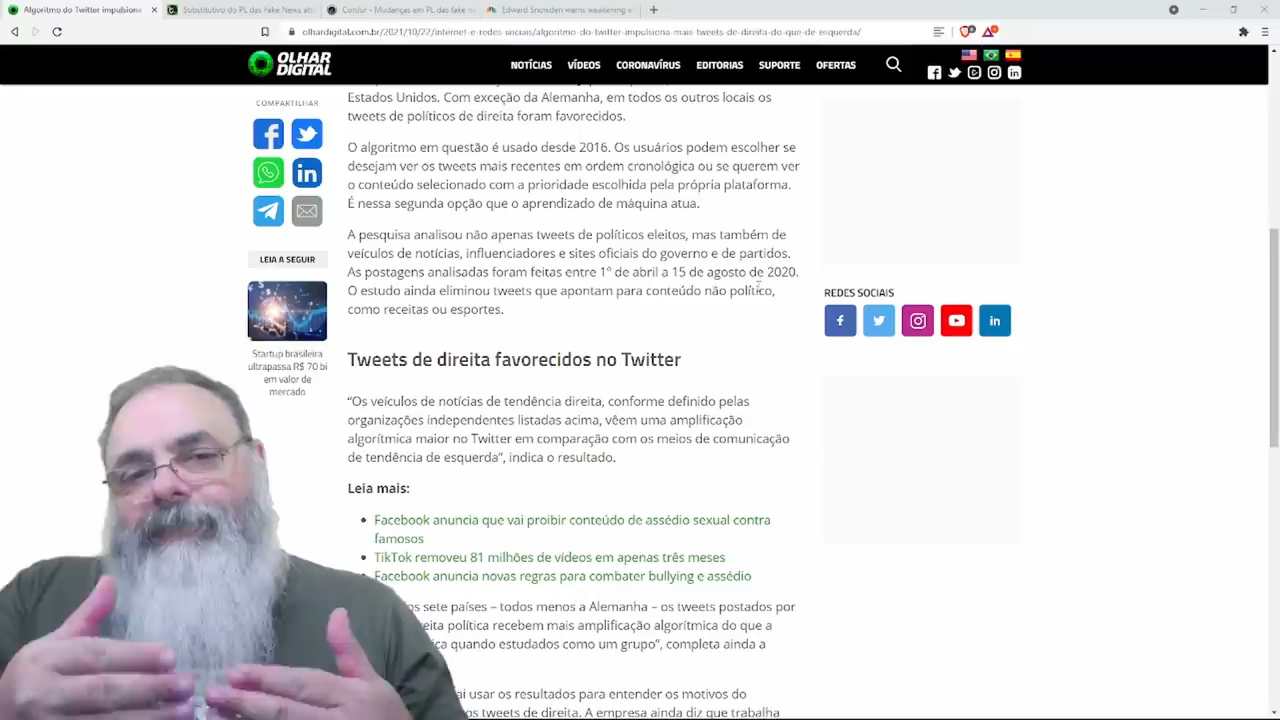 Algoritmo do Twitter impulsiona
Substitutivo do PL das Fake News alt
ConJur - Mudanças em PL das fake ne
Edward Snowden warns weakening e
olhardigital.com.br/2021/10/22/internet-e-redes-sociais/algoritmo-do-twitter-impulsiona-mais-tweets-de-direita-do-que-de-esquerda/
OLHAR
DIGITAL
NOTÍCIAS VÍDEOS CORONAVÍRUS EDITORIAS SUPORTE OFERTAS
COMPARTILHAR
Estados Unidos. Com exceção da Alemanha, em todos os outros locais os
tweets de políticos de direita foram favorecidos.
O algoritmo em questão é usado desde 2016. Os usuários podem escolher se
desejam ver os tweets mais recentes em ordem cronológica ou se querem ver
o conteúdo selecionado com a prioridade escolhida pela própria plataforma.
É nessa segunda opção que o aprendizado de máquina atua.
A pesquisa analisou não apenas tweets de políticos eleitos, mas também de
veículos de notícias, influenciadores e sites oficiais do governo e de partidos.
As postagens analisadas foram feitas entre 1º de abril a 15 de agosto de 2020.
O estudo ainda eliminou tweets que apontam para conteúdo não político,
como receitas ou esportes.
LEIA A SEGUIR
Startup brasileira
ultrapassa R$ 70 bi
em valor de
mercado
REDES SOCIAIS
Tweets de direita favorecidos no Twitter
“Os veículos de notícias de tendência direita, conforme definido pelas
organizações independentes listadas acima, vêem uma amplificação
algorítmica maior no Twitter em comparação com os meios de comunicação
de tendência de esquerda”, indica o resultado.
Leia mais:
Facebook anuncia que vai proibir conteúdo de assédio sexual contra
famosos
TikTok removeu 81 milhões de vídeos em apenas três meses
Facebook anuncia novas regras para combater bullying e assédio
os sete países – todos menos a Alemanha – os tweets postados por
reita política recebem mais amplificação algorítmica do que a
ica quando estudados como um grupo”, completa ainda a
ai usar os resultados para entender os motivos do
os tweets de direita. A empresa ainda diz que trabalha